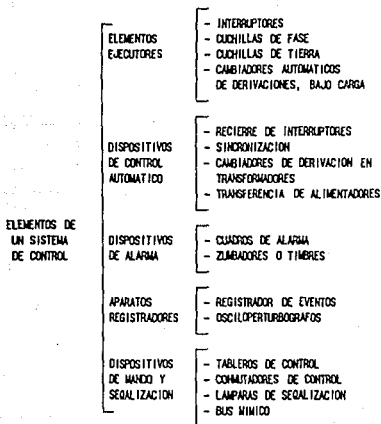 ELEMENTOS DE
UN SISTEMA
DE CONTROL
ELEMENTOS
EJECUTORES
- INTERRUPTORES
- CUCHILLAS DE FASE
- CUCHILLAS DE TIERRA
- CAMBIADORES AUTOMATICOS
DE DERIVACIONES, BAJO CARGA
DISPOSITIVOS
DE CONTROL
AUTOMATICO
- RECIERRE DE INTERRUPTORES
- SINCRONIZACION
- CAMBIADORES DE DERIVACION EN
TRANSFORMADORES
- TRANSFERENCIA DE ALIMENTADORES
DISPOSITIVOS
DE ALARMA
- CUADROS DE ALARMA
- ZUMBADORES O TIMBRES
APARATOS
REGISTRADORES
- REGISTRADOR DE EVENTOS
- OSCILOPERTURBOGRAFOS
DISPOSITIVOS
DE MANDO Y
SEQALIZACION
- TABLEROS DE CONTROL
- CONMUTADORES DE CONTROL
- LAMPARAS DE SEQALIZACION
- BUS MIMICO